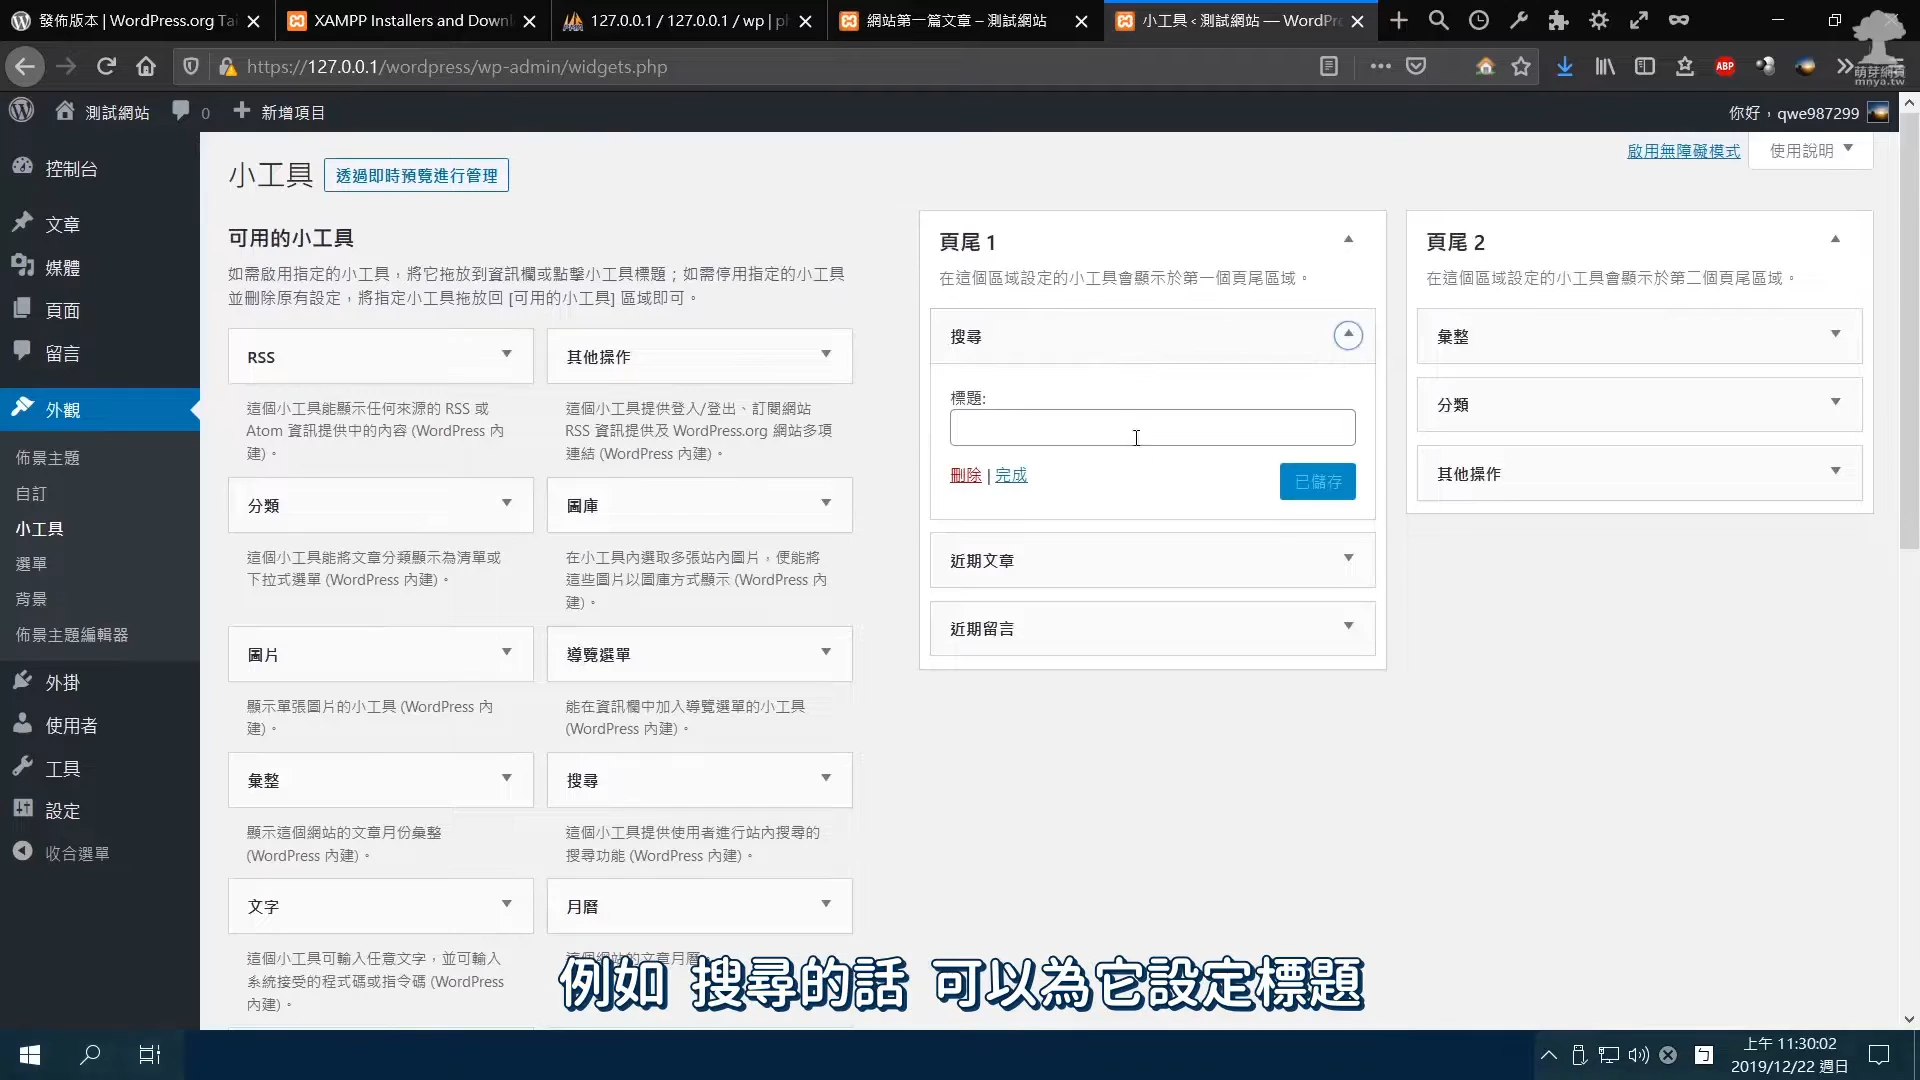 發佈版本 | WordPress.org Tai
XAMPP Installers and Downl
127.0.0.1 / 127.0.0.1 / wp | ph
網站第一篇文章 – 測試網站
小工具 ‹ 測試網站 — WordPre
https://127.0.0.1/wordpress/wp-admin/widgets.php
ABP
萌芽網頁
mnya.tw
測試網站
0
新增項目
你好，qwe987299
控制台
文章
媒體
頁面
留言
外觀
佈景主題
自訂
小工具
選單
背景
佈景主題編輯器
外掛
使用者
工具
設定
收合選單
小工具
透過即時預覽進行管理
啟用無障礙模式
使用說明
可用的小工具
如需啟用指定的小工具，將它拖放到資訊欄或點擊小工具標題；如需停用指定的小工具
並刪除原有設定，將指定小工具拖放回 [可用的小工具] 區域即可。
RSS
這個小工具能顯示任何來源的 RSS 或
Atom 資訊提供中的內容 (WordPress 內
建)。
其他操作
這個小工具提供登入/登出、訂閱網站
RSS 資訊提供及 WordPress.org 網站多項
連結 (WordPress 內建)。
分類
這個小工具能將文章分類顯示為清單或
下拉式選單 (WordPress 內建)。
圖庫
在小工具內選取多張站內圖片，便能將
這些圖片以圖庫方式顯示 (WordPress 內
建)。
圖片
顯示單張圖片的小工具 (WordPress 內
建)。
導覽選單
能在資訊欄中加入導覽選單的小工具
(WordPress 內建)。
彙整
顯示這個網站的文章月份彙整
(WordPress 內建)。
搜尋
這個小工具提供使用者進行站內搜尋的
搜尋功能 (WordPress 內建)。
文字
這個小工具可輸入任意文字，並可輸入
系統接受的程式碼或指令碼 (WordPress
內建)。
月曆
這個網站的文章月曆。
頁尾 1
在這個區域設定的小工具會顯示於第一個頁尾區域。
搜尋
標題:
刪除 | 完成
已儲存
近期文章
近期留言
頁尾 2
在這個區域設定的小工具會顯示於第二個頁尾區域。
彙整
分類
其他操作
例如 搜尋的話 可以為它設定標題
ㄅ
上午 11:30:02
2019/12/22 週日